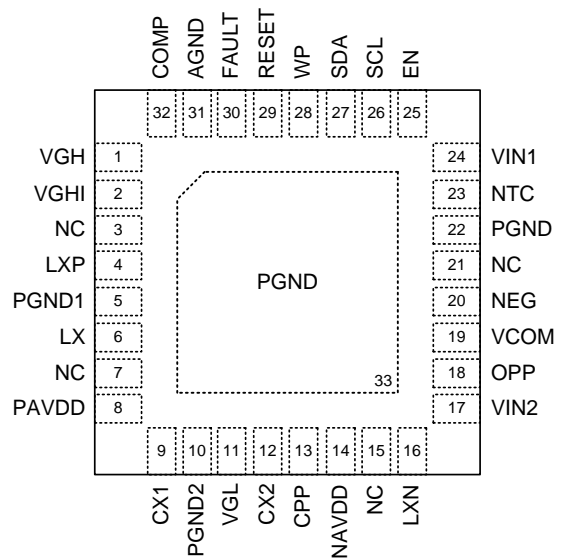 COMP AGND FAULT RESET WP SDA SCL EN
32 31 30 29 28 27 26 25
VGH 1 24 VIN1
VGHI 2 23 NTC
NC 3 22 PGND
LXP 4 21 NC
PGND
PGND1 5 20 NEG
LX 6 19 VCOM
NC 7 18 OPP
33
PAVDD 8 17 VIN2
9 10 11 12 13 14 15 16
CX1 PGND2 VGL CX2 CPP NAVDD NC LXN